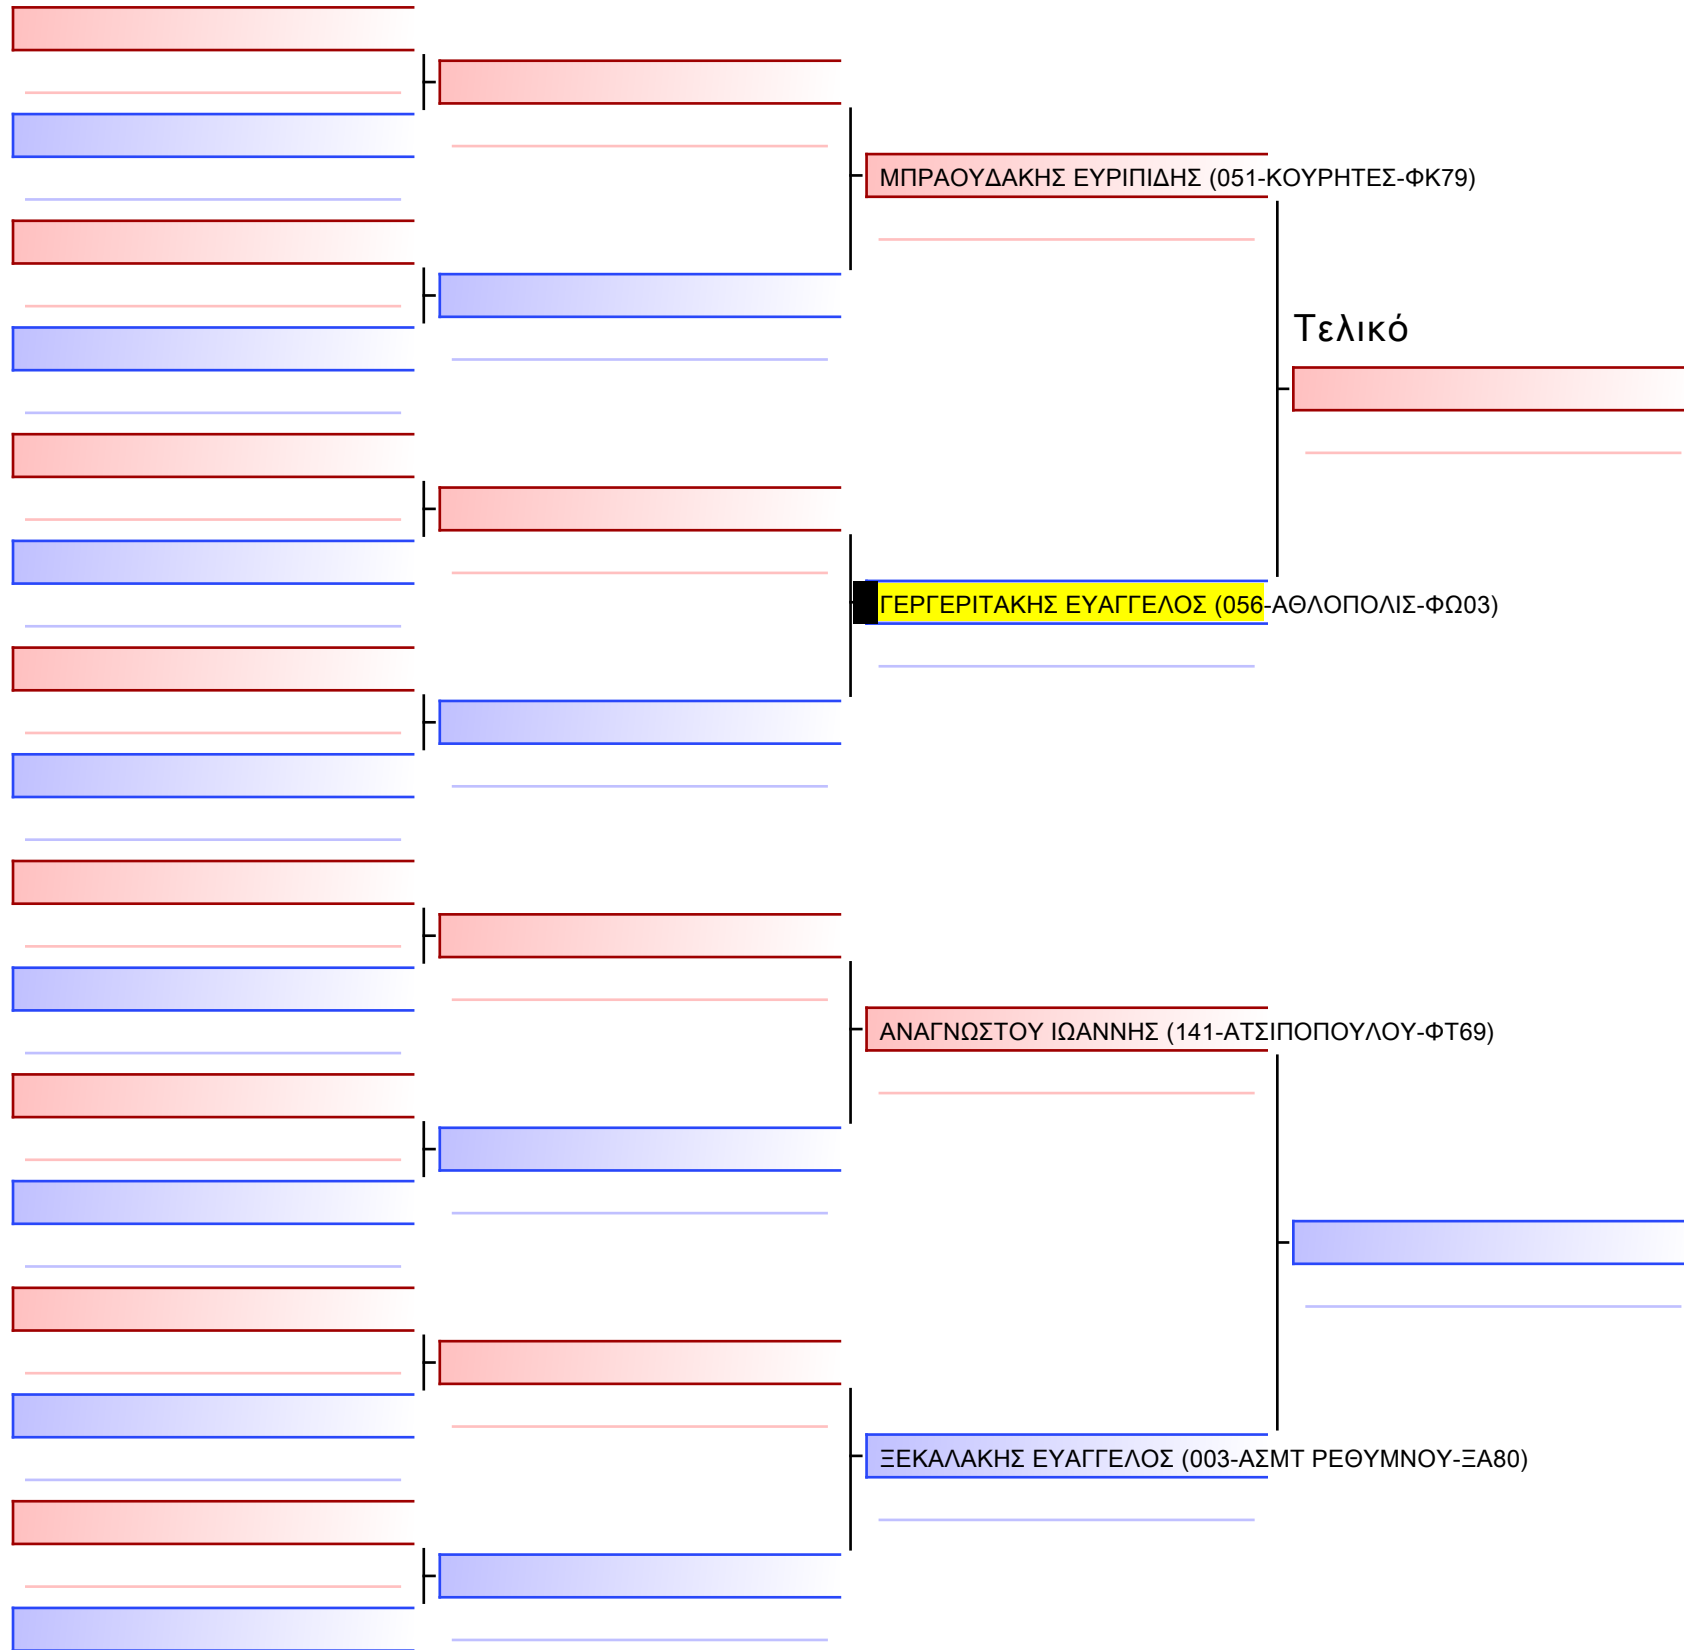 ΜΠΡΑΟΥΔΑΚΗΣ ΕΥΡΙΠΙΔΗΣ (051-ΚΟΥΡΗΤΕΣ-ΦΚ79)
Τελικό
ΓΕΡΓΕΡΙΤΑΚΗΣ ΕΥΑΓΓΕΛΟΣ (056-ΑΘΛΟΠΟΛΙΣ-ΦΩ03)
ΑΝΑΓΝΩΣΤΟΥ ΙΩΑΝΝΗΣ (141-ΑΤΣΙΠΟΠΟΥΛΟΥ-ΦΤ69)
ΞΕΚΑΛΑΚΗΣ ΕΥΑΓΓΕΛΟΣ (003-ΑΣΜΤ ΡΕΘΥΜΝΟΥ-ΞΑ80)